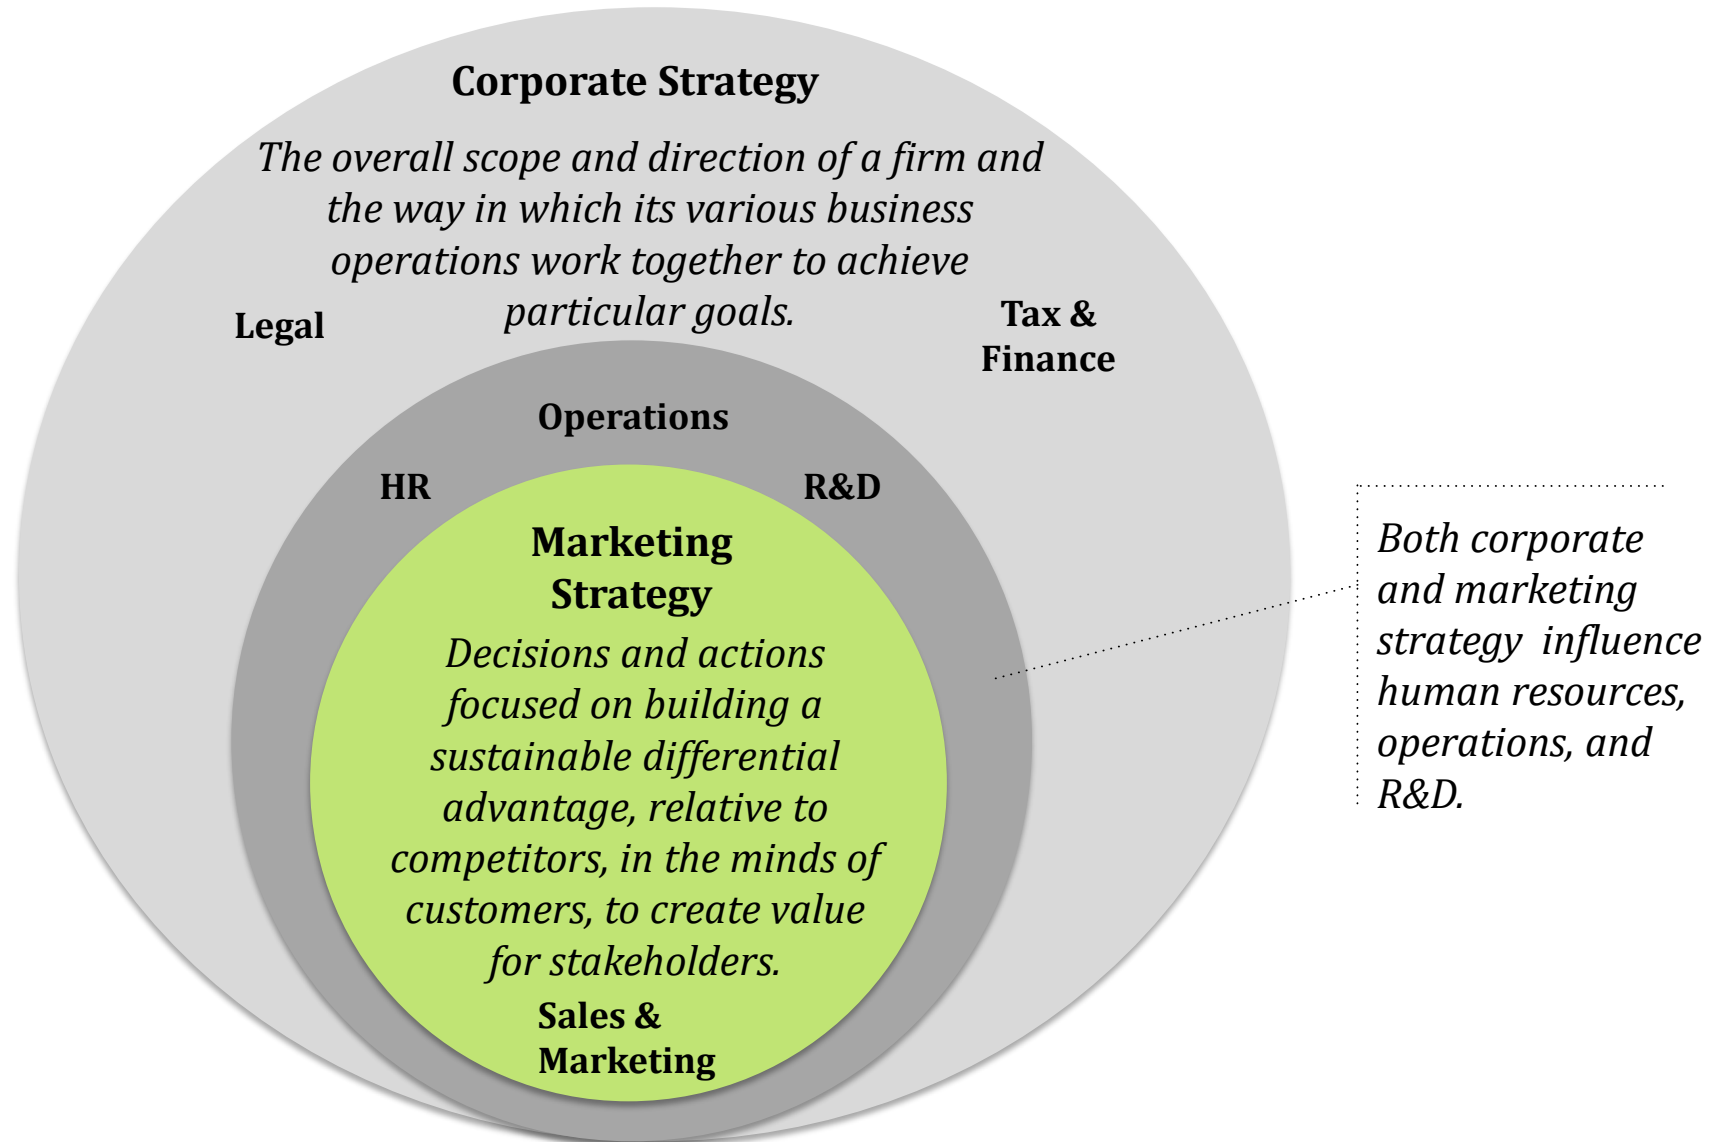 Corporate Strategy
The overall scope and direction of a firm and
the way in which its various business
operations work together to achieve
particular goals.
Legal
Tax &
Finance
Operations
HR
R&D
Marketing
Strategy
Decisions and actions
focused on building a
sustainable differential
advantage, relative to
competitors, in the minds of
customers, to create value
for stakeholders.
Sales &
Marketing
Both corporate
and marketing
strategy  influence
human resources,
operations, and
R&D.